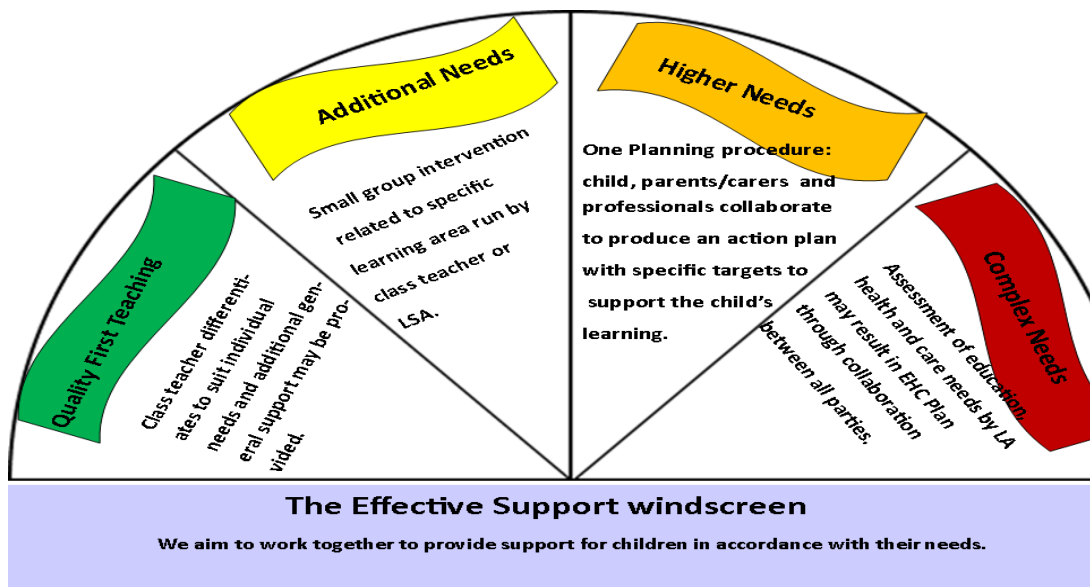 Quality First Teaching
Class teacher differenti-
ates to suit individual
needs and additional gen-
eral support may be pro-
vided.
Additional Needs
Small group intervention
related to specific
learning area run by
class teacher or
LSA.
Higher Needs
One Planning procedure:
child, parents/carers and
professionals collaborate
to produce an action plan
with specific targets to
support the child’s
learning.
Complex Needs
Assessment of education,
health and care needs by LA
may result in EHC Plan
through collaboration
between all parties.
The Effective Support windscreen
We aim to work together to provide support for children in accordance with their needs.